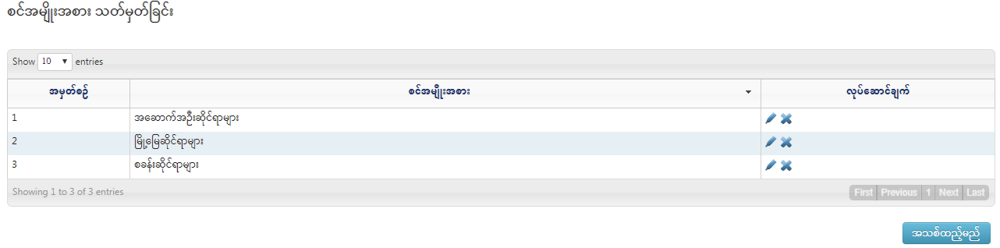 စင်အမျိုးအစား သတ်မှတ်ခြင်း
Show 10 entries
အမှတ်စဉ် စင်အမျိုးအစား လုပ်ဆောင်ချက်
1 အဆောက်အဦးဆိုင်ရာများ
2 မြို့မြေဆိုင်ရာများ
3 စခန်းဆိုင်ရာများ
Showing 1 to 3 of 3 entries First Previous 1 Next Last
အသစ်ထည့်မည်